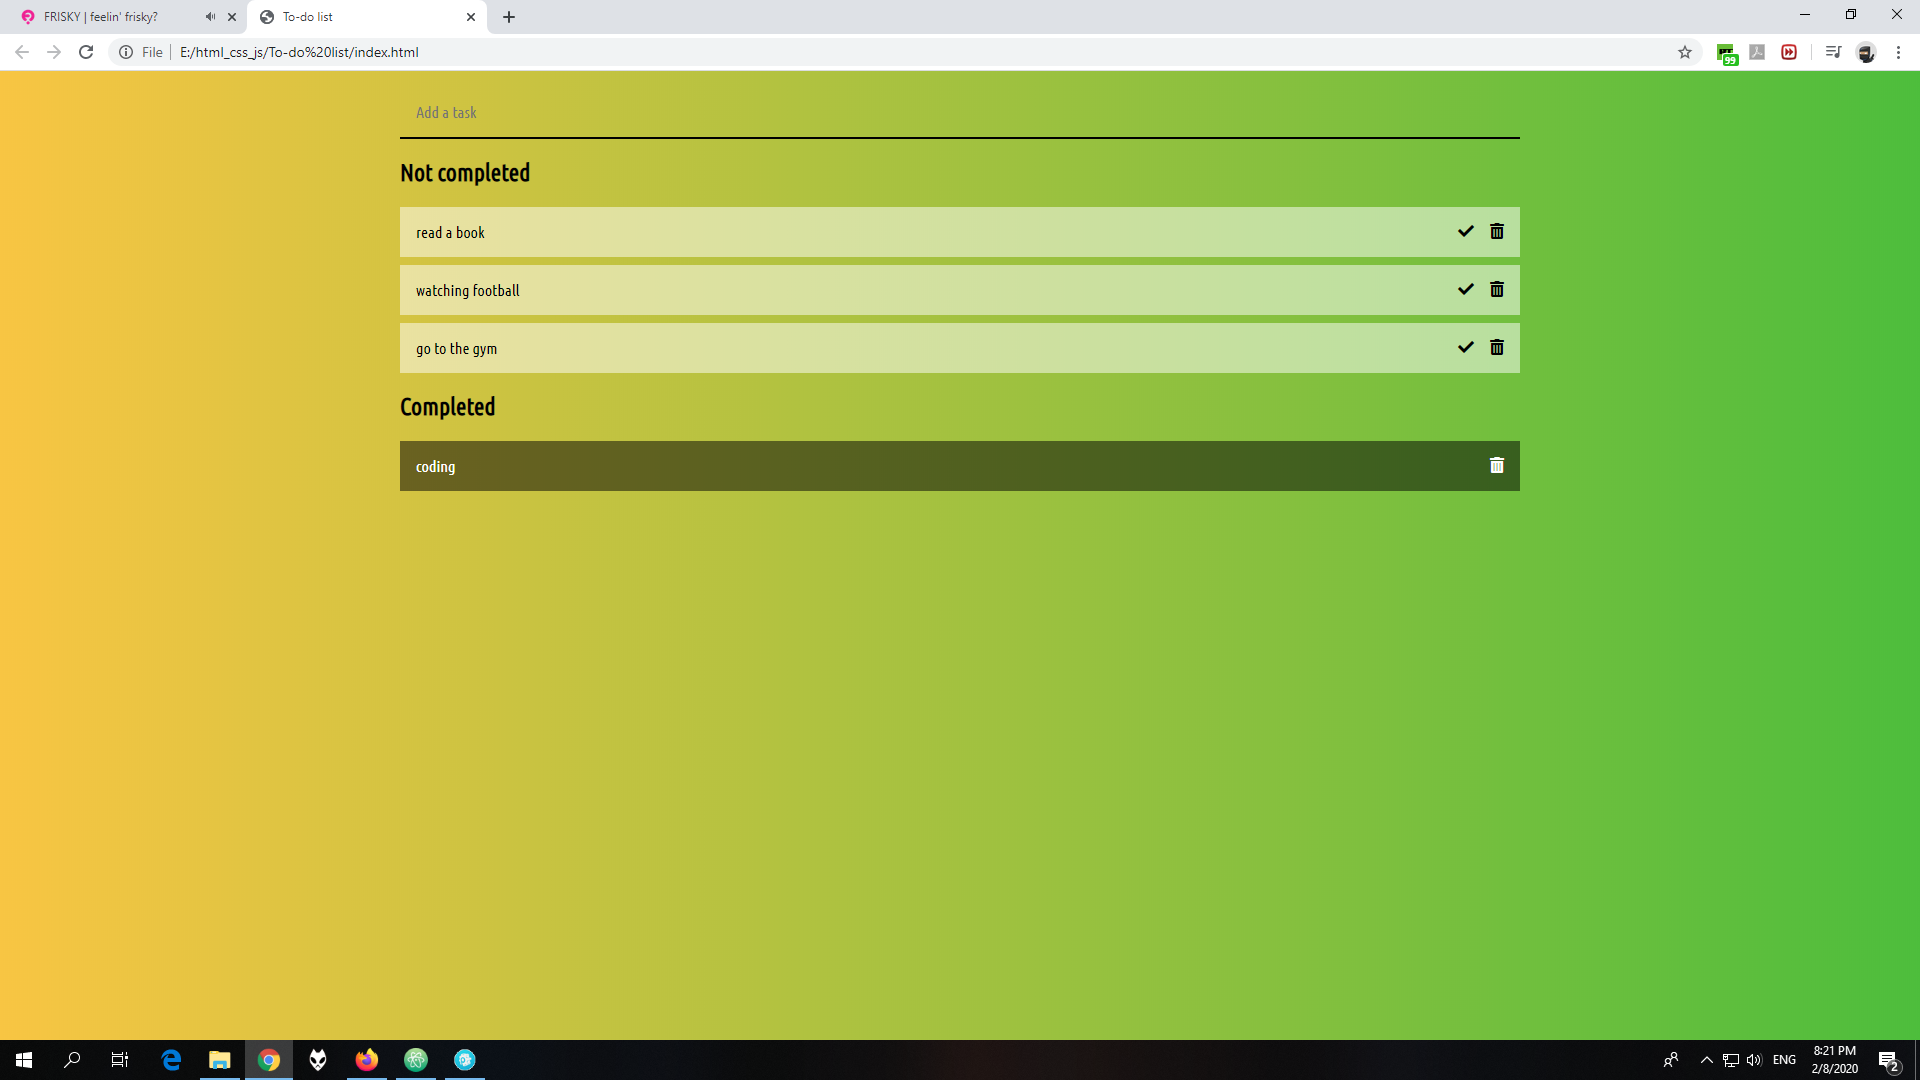 FRISKY | feelin' frisky?
To-do list
File
E:/html_css_js/To-do%20list/index.html
99
Add a task
Not completed
read a book
watching football
go to the gym
Completed
coding
ENG
8:21 PM
2/8/2020
2